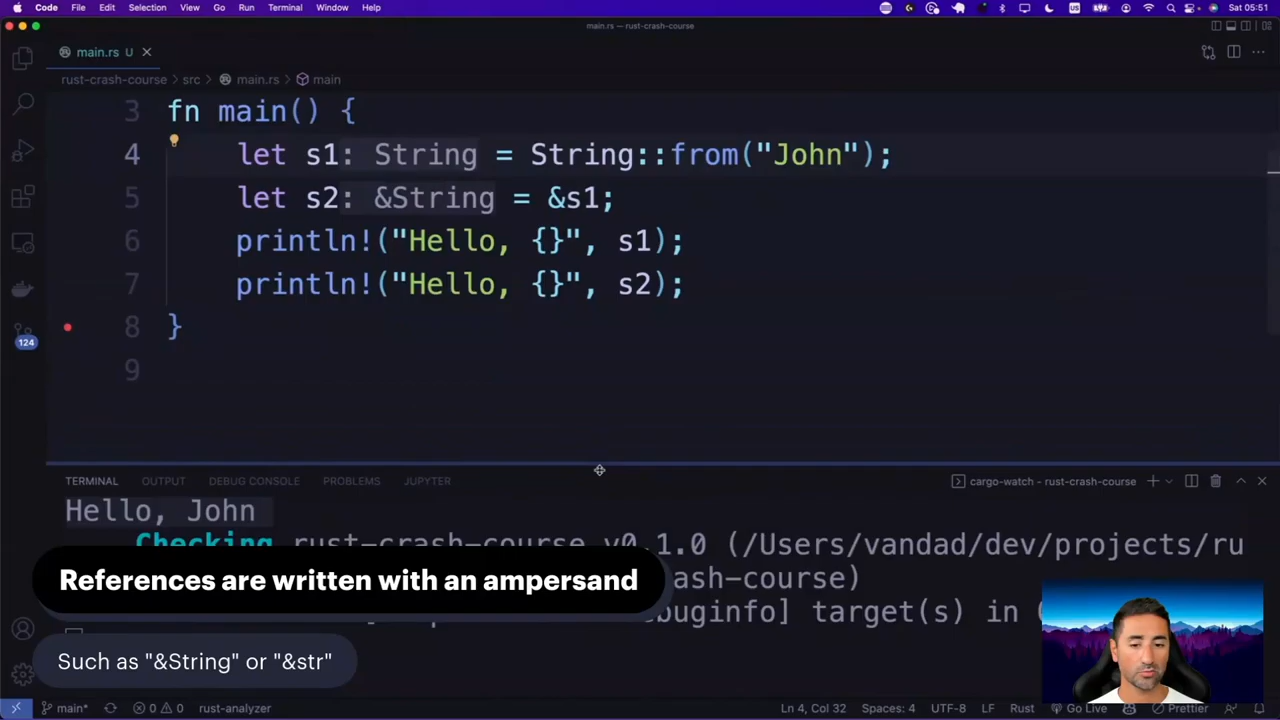 Code File Edit Selection View Go Run Terminal Window Help Sat 05:51
main.rs — rust-crash-course
main.rs U
rust-crash-course > src > main.rs > main
3 fn main() {
4 let s1: String = String::from("John");
5 let s2: &String = &s1;
6 println!("Hello, {}", s1);
7 println!("Hello, {}", s2);
8 }
9
124
TERMINAL OUTPUT DEBUG CONSOLE PROBLEMS JUPYTER cargo-watch - rust-crash-course
Hello, John
Checking rust-crash-course v0.1.0 (/Users/vandad/dev/projects/ru
ash-course)
References are written with an ampersand
buginfo] target(s) in
Such as "&String" or "&str"
main* 0 0 rust-analyzer Ln 4, Col 32 Spaces: 4 UTF-8 LF Rust Go Live Prettier